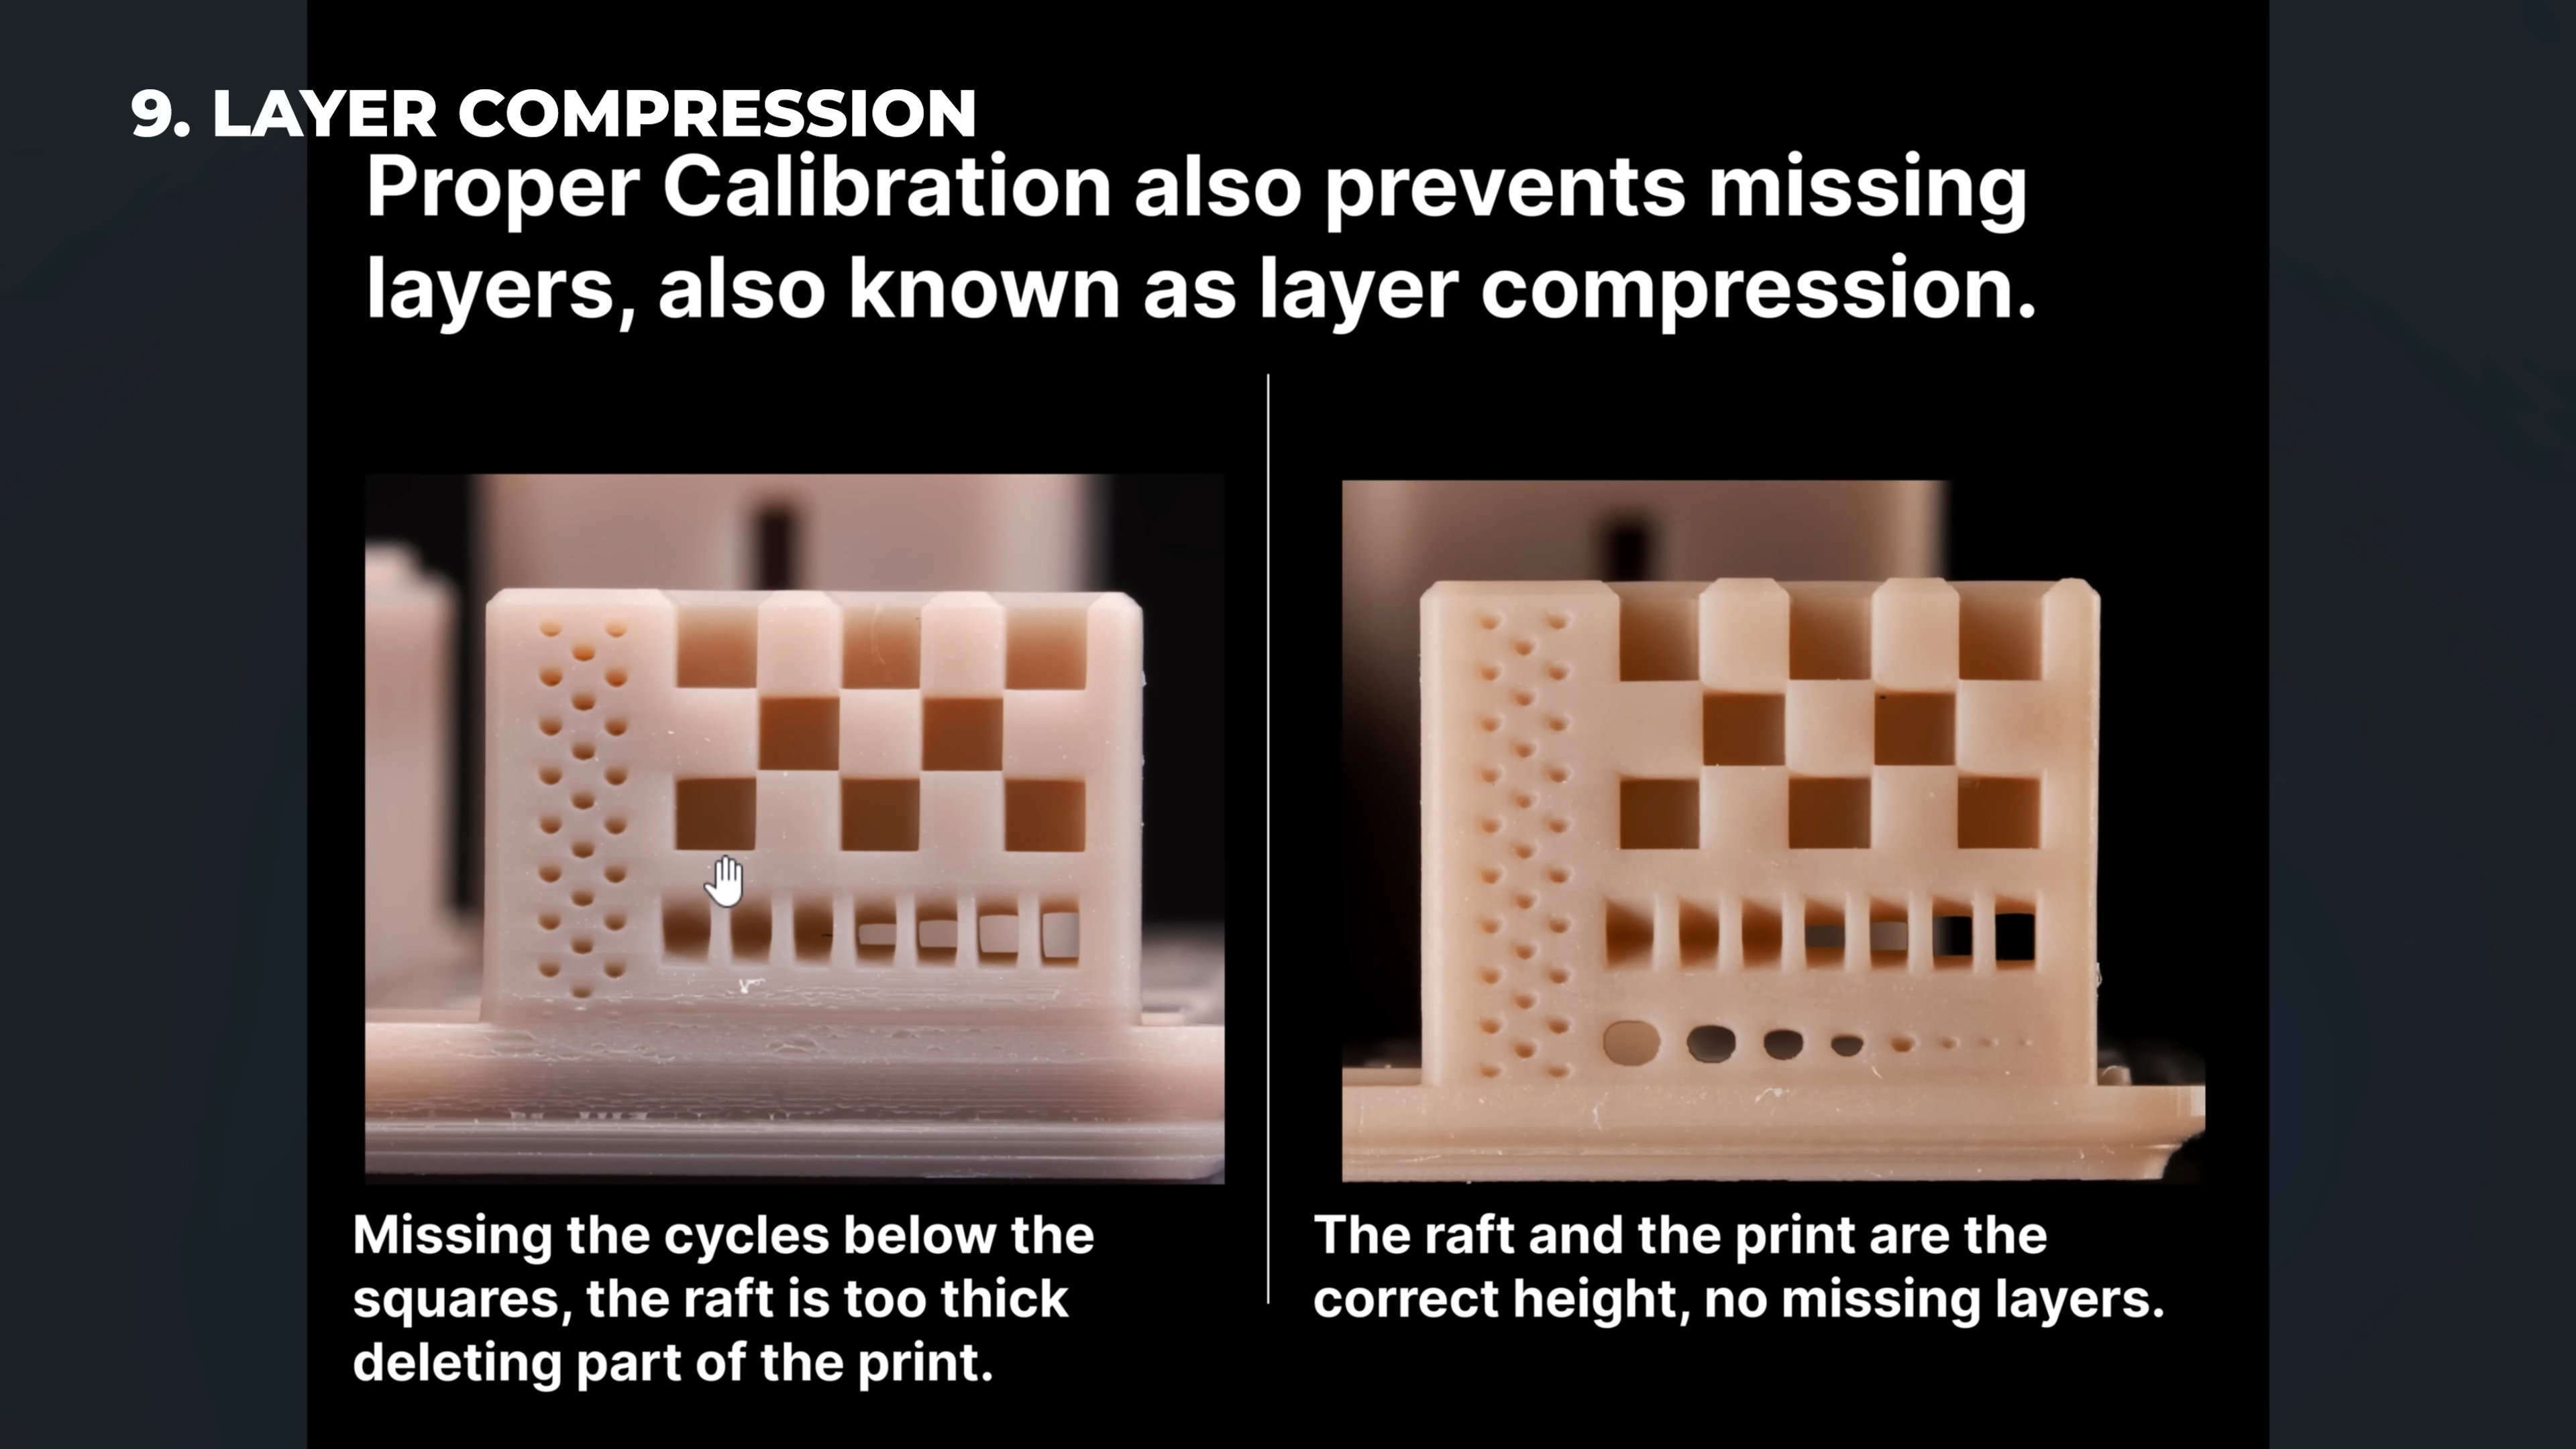 9. LAYER COMPRESSION
Proper Calibration also prevents missing
layers, also known as layer compression.
Missing the cycles below the
squares, the raft is too thick
deleting part of the print.
The raft and the print are the
correct height, no missing layers.